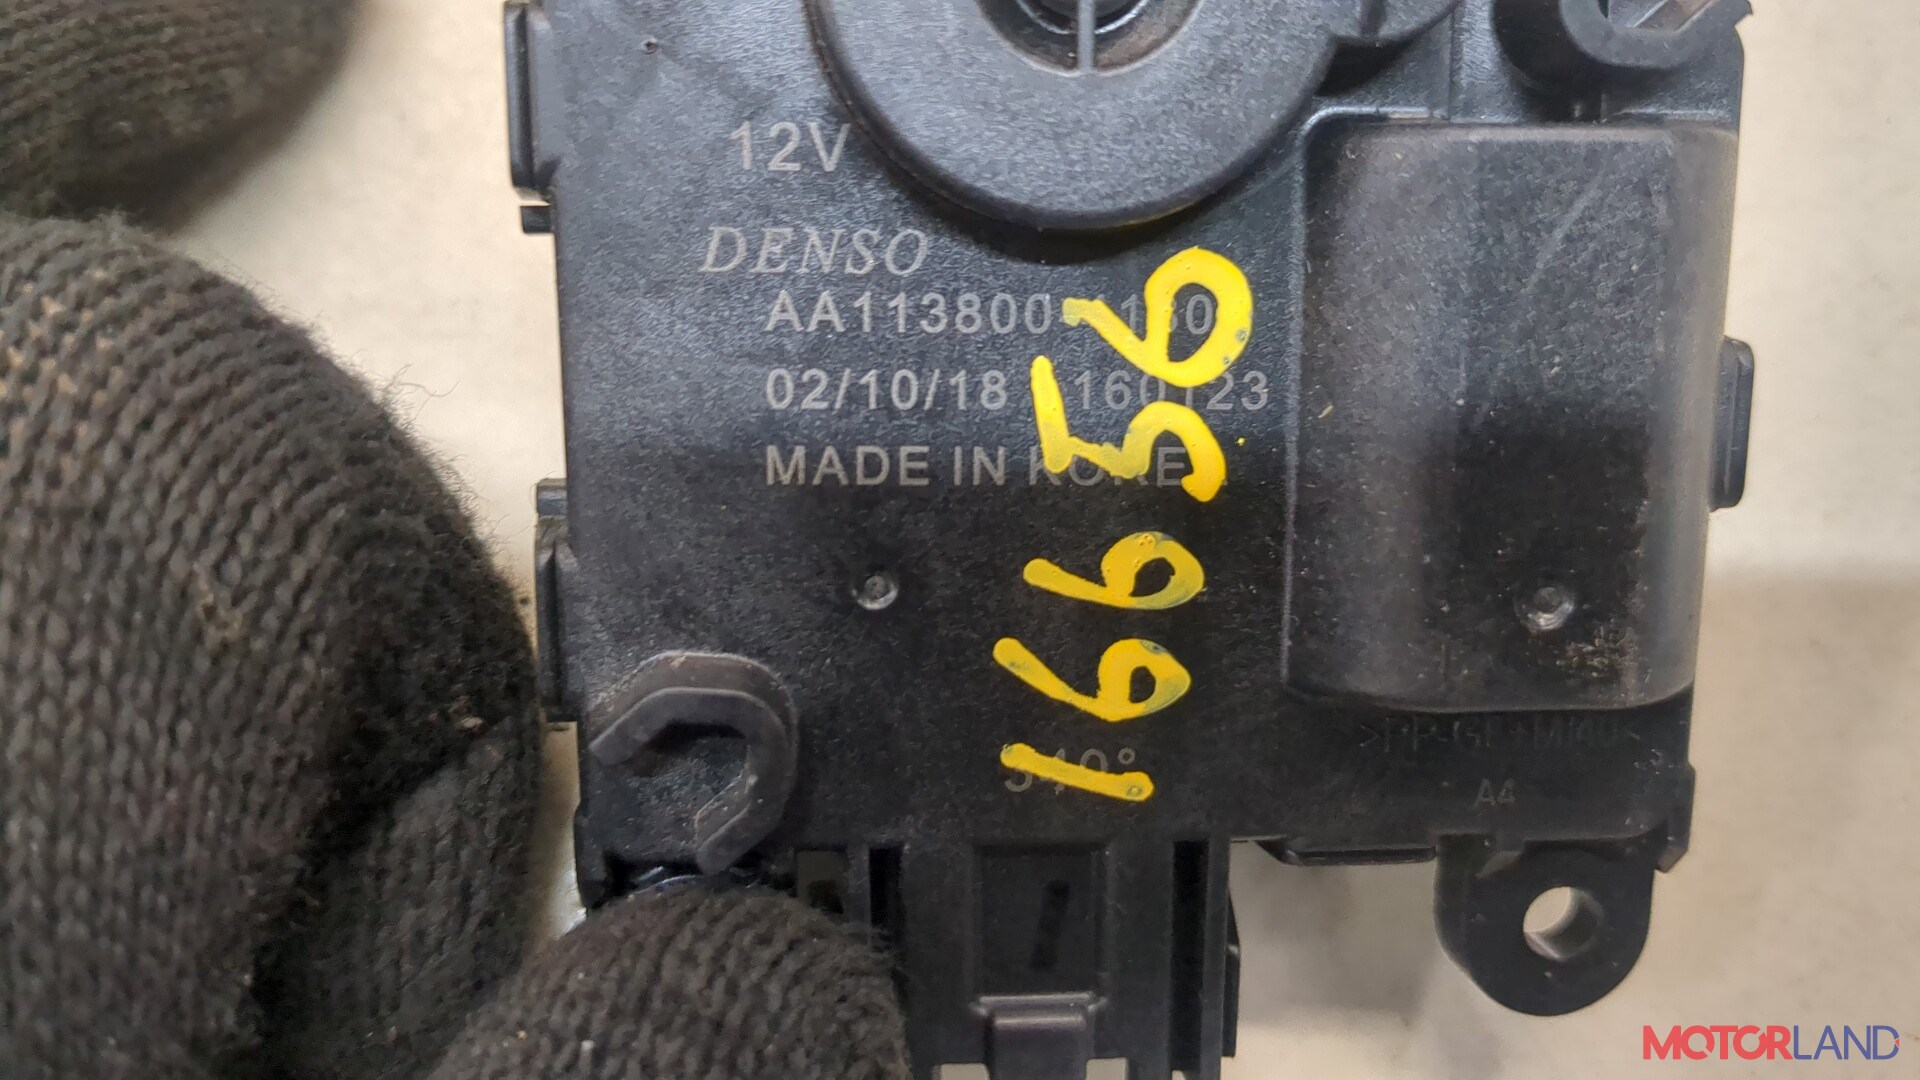 12V
DENSO
AA113800
02/10/18 160123
MADE IN KOREA
16656
A4
MOTORLAND